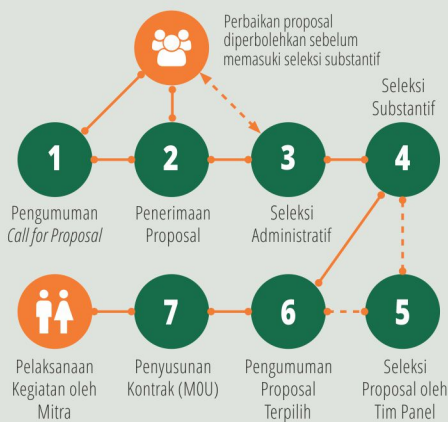 Perbaikan proposal
diperbolehkan sebelum
memasuki seleksi substantif
Seleksi
Substantif
1
2
3
4
Pengumuman
Call for Proposal
Penerimaan
Proposal
Seleksi
Administratif
7
6
5
Pelaksanaan
Kegiatan oleh
Mitra
Penyusunan
Kontrak (MOU)
Pengumuman
Proposal
Terpilih
Seleksi
Proposal oleh
Tim Panel